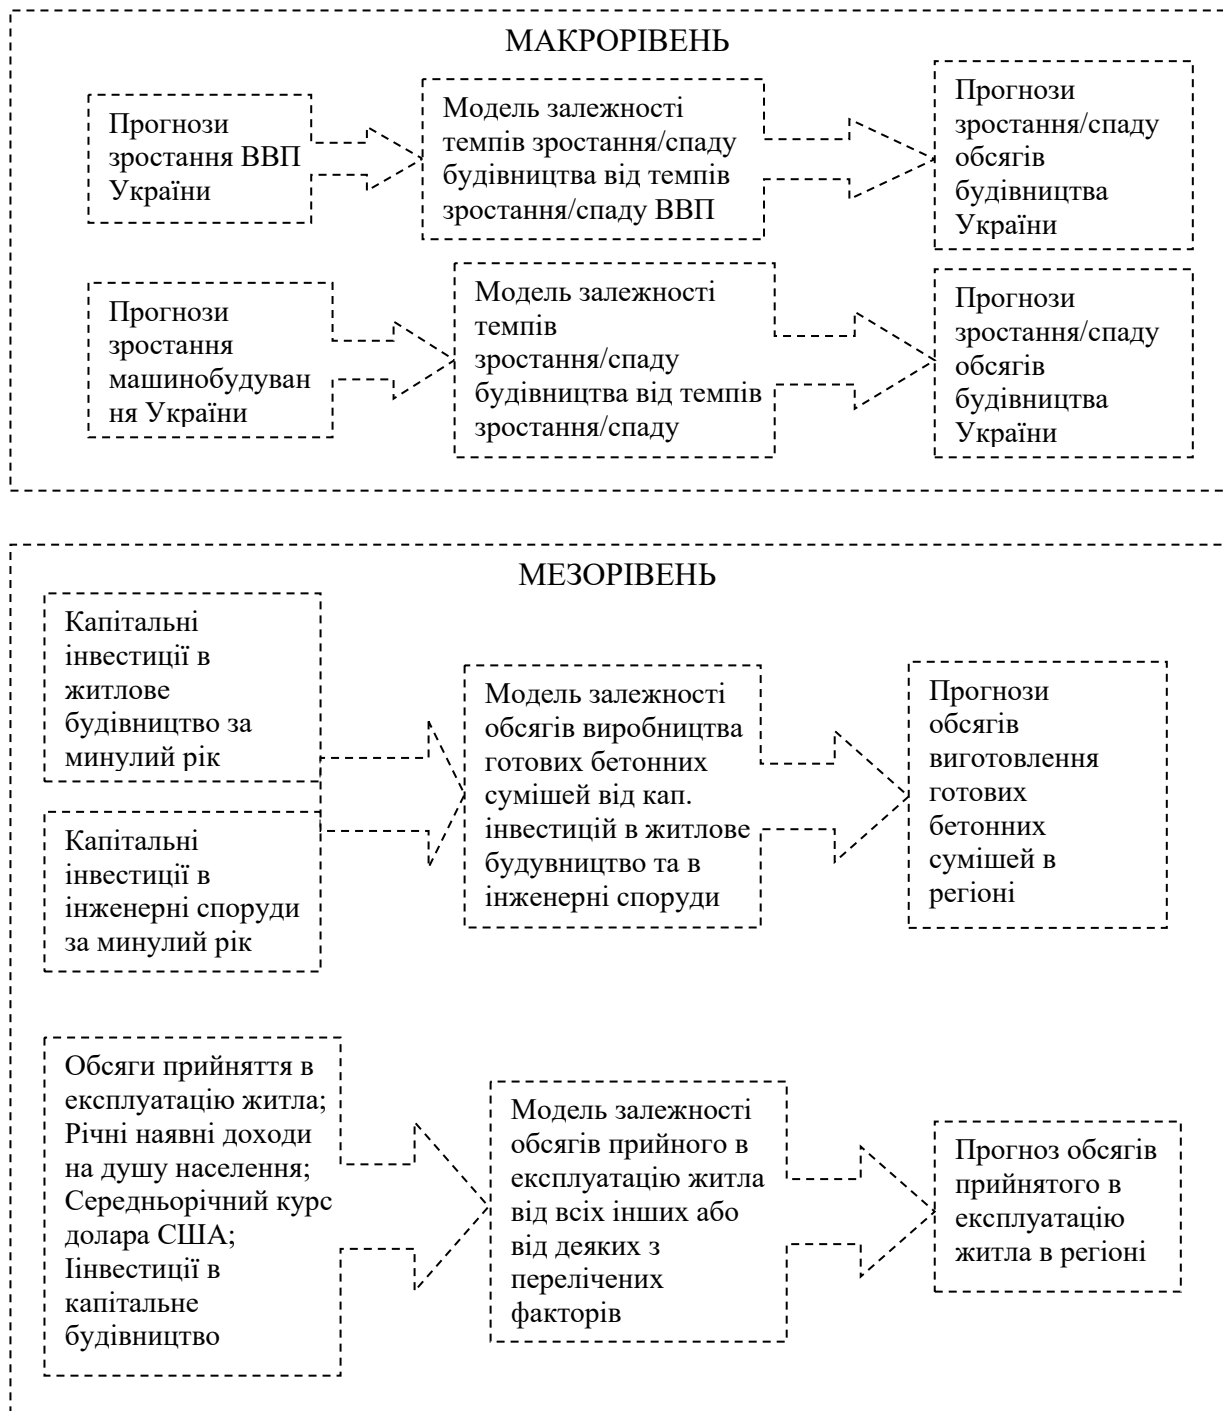 МАКРОРІВЕНЬ
Прогнози
зростання ВВП
України
Модель залежності
темпів зростання/спаду
будівництва від темпів
зростання/спаду ВВП
Прогнози
зростання/спаду
обсягів
будівництва
України
Прогнози
зростання
машинобудуван
ня України
Модель залежності
темпів
зростання/спаду
будівництва від темпів
зростання/спаду
Прогнози
зростання/спаду
обсягів
будівництва
України
МЕЗОРІВЕНЬ
Капітальні
інвестиції в
житлове
будівництво за
минулий рік
Капітальні
інвестиції в
інженерні споруди
за минулий рік
Модель залежності
обсягів виробництва
готових бетонних
сумішей від кап.
інвестицій в житлове
будувництво та в
інженерні споруди
Прогнози
обсягів
виготовлення
готових
бетонних
сумішей в
регіоні
Обсяги прийняття в
експлуатацію житла;
Річні наявні доходи
на душу населення;
Середньорічний курс
долара США;
Іінвестиції в
капітальне
будівництво
Модель залежності
обсягів прийного в
експлуатацію житла
від всіх інших або
від деяких з
перелічених
факторів
Прогноз обсягів
прийнятого в
експлуатацію
житла в регіоні